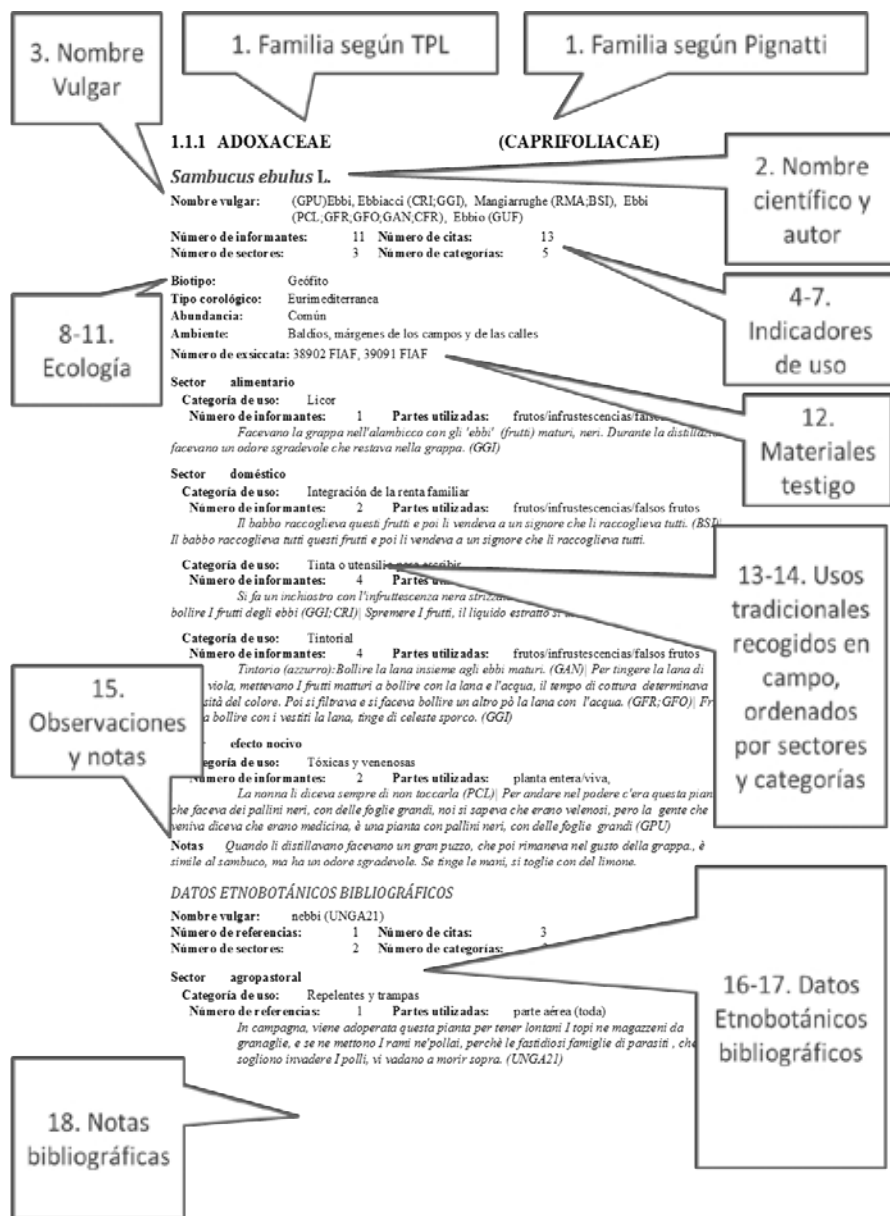 3. Nombre
Vulgar
1. Familia según TPL
1. Familia según Pignatti
1.1.1 ADOXACEAE (CAPRIFOLIACAE)
Sambucus ebulus L.
2. Nombre
científico y
autor
Nombre vulgar: (GPU)Ebbi, Ebbiacci (CRI;GGI), Mangiarrughe (RMA;BSI), Ebbi
(PCL;GFR;GFO;GAN;CFR), Ebbio (GUF)
Número de informantes: 11 Número de citas: 13
Número de sectores: 3 Número de categorías: 5
4-7.
Indicadores
de uso
8-11.
Ecología
Biotipo: Geófito
Tipo corológico: Eurimediterranea
Abundancia: Común
Ambiente: Baldíos, márgenes de los campos y de las calles
Número de exsiccata: 38902 FIAF, 39091 FIAF
12.
Materiales
testigo
Sector alimentario
Categoría de uso: Licor
Número de informantes: 1 Partes utilizadas: frutos/infrustescencias/falsos
Facevano la grappa nell'alambicco con gli 'ebbi' (frutti) maturi, neri. Durante la
facevano un odore sgradevole che restava nella grappa. (GGI)
Sector doméstico
Categoría de uso: Integración de la renta familiar
Número de informantes: 2 Partes utilizadas: frutos/infrustescencias/falsos frutos
Il babbo raccoglieva questi frutti e poi li vendeva a un signore che li raccoglieva tutti. (BSI)|
Il babbo raccoglieva tutti questi frutti e poi li vendeva a un signore che li raccoglieva tutti.
13-14. Usos
tradicionales
recogidos en
campo,
ordenados
por sectores
y categorías
Categoría de uso: Tinta o utensilio para escribir
Número de informantes: 4 Partes
Si fa un inchiostro con l'infruttescenza nera
bollire I frutti degli ebbi (GGI;CRI)| Spremere I frutti, il liquido estratto si
Categoría de uso: Tintorial
Número de informantes: 4 Partes utilizadas: frutos/infrustescencias/falsos frutos
Tintorio (azzurro):Bollire la lana insieme agli ebbi maturi. (GAN)| Per tingere la lana di
viola, mettevano I frutti matturi a bollire con la lana e l'acqua, il tempo di cottura determinava
sità del colore. Poi si filtrava e si faceva bollire un altro pò la lana con l'acqua. (GFR;GFO)| Fr
a bollire con i vestiti la lana, tinge di celeste sporco. (GGI)
15.
Observaciones
y notas
efecto nocivo
egoría de uso: Tóxicas y venenosas
Número de informantes: 2 Partes utilizadas: planta entera/viva,
La nonna li diceva sempre di non toccarla (PCL)| Per andare nel podere c'era questa pian
che faceva dei pallini neri, con delle foglie grandi, noi si sapeva che erano velenosi, pero la gente che
veniva diceva che erano medicina, è una pianta con pallini neri, con delle foglie grandi (GPU)
Notas Quando li distillavano facevano un gran puzzo, che poi rimaneva nel gusto della grappa., è
simile al sambuco, ma ha un odore sgradevole. Se tinge le mani, si toglie con del limone.
DATOS ETNOBOTÁNICOS BIBLIOGRÁFICOS
Nombre vulgar: nebbi (UNGA21)
Número de referencias: 1 Número de citas: 3
Número de sectores: 2 Número de categorías:
16-17. Datos
Etnobotánicos
bibliográficos
Sector agropastoral
Categoría de uso: Repelentes y trampas
Número de referencias: 1 Partes utilizadas: parte aérea (toda)
In campagna, viene adoperata questa pianta per tener lontani I topi ne magazzeni da
granaglie, e se ne mettono I rami ne'pollai, perchè le fastidiosi famiglie di parasiti , che
sogliono invadere I polli, vi vadano a morir sopra. (UNGA21)
18. Notas
bibliográficas